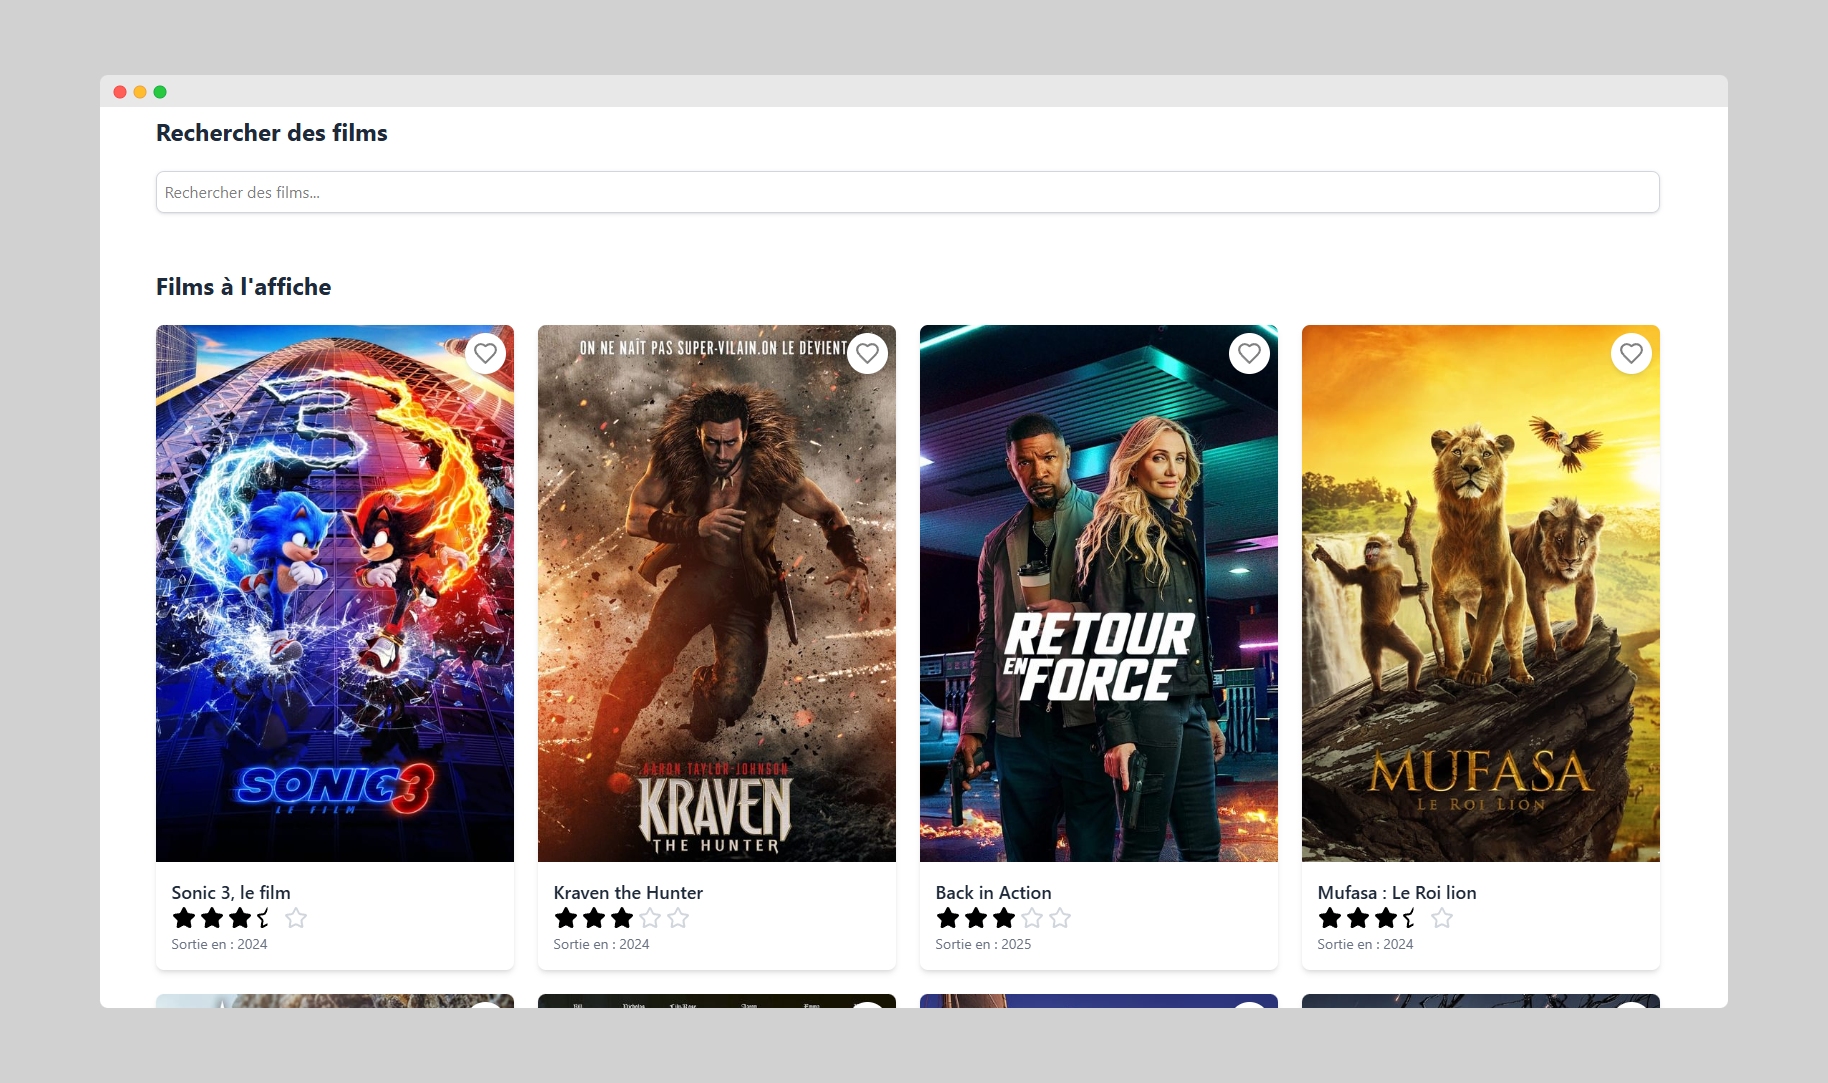 Rechercher des films
Rechercher des films...
Films à l'affiche
SONIC 3
LE FILM
ON NE NAÎT PAS SUPER-VILAIN. ON LE DEVIENT
AARON TAYLOR-JOHNSON
KRAVEN
THE HUNTER
RETOUR
EN FORCE
MUFASA
LE ROI LION
Sonic 3, le film
Sortie en : 2024
Kraven the Hunter
Sortie en : 2024
Back in Action
Sortie en : 2025
Mufasa : Le Roi lion
Sortie en : 2024